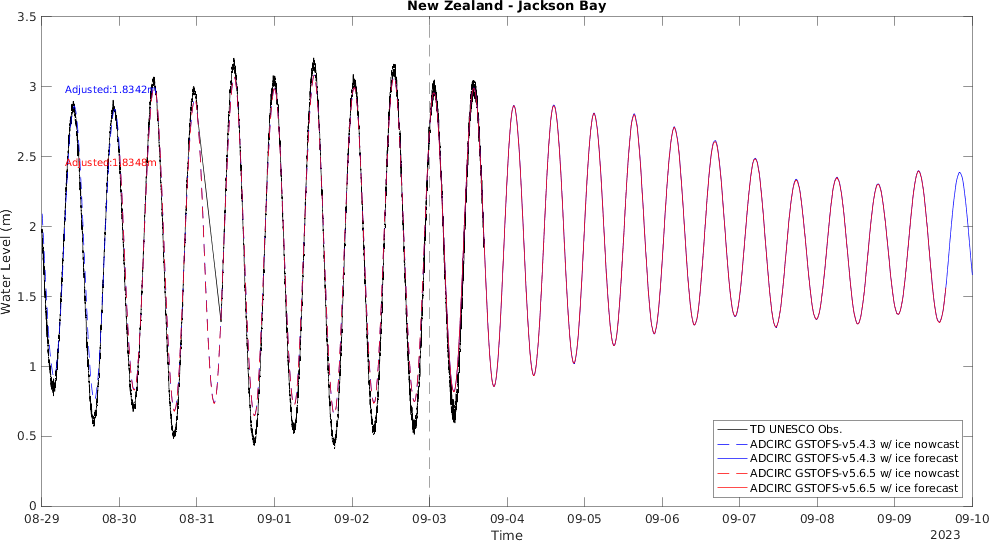 New Zealand - Jackson Bay
3.5
3
2.5
2
1.5
1
0.5
0
Water Level (m)
Adjusted:1.8342m
Adjusted:1.8348m
TD UNESCO Obs.
ADCIRC GSTOFS-v5.4.3 w/ ice nowcast
ADCIRC GSTOFS-v5.4.3 w/ ice forecast
ADCIRC GSTOFS-v5.6.5 w/ ice nowcast
ADCIRC GSTOFS-v5.6.5 w/ ice forecast
08-29 08-30 08-31 09-01 09-02 09-03 09-04 09-05 09-06 09-07 09-08 09-09 09-10
Time
2023